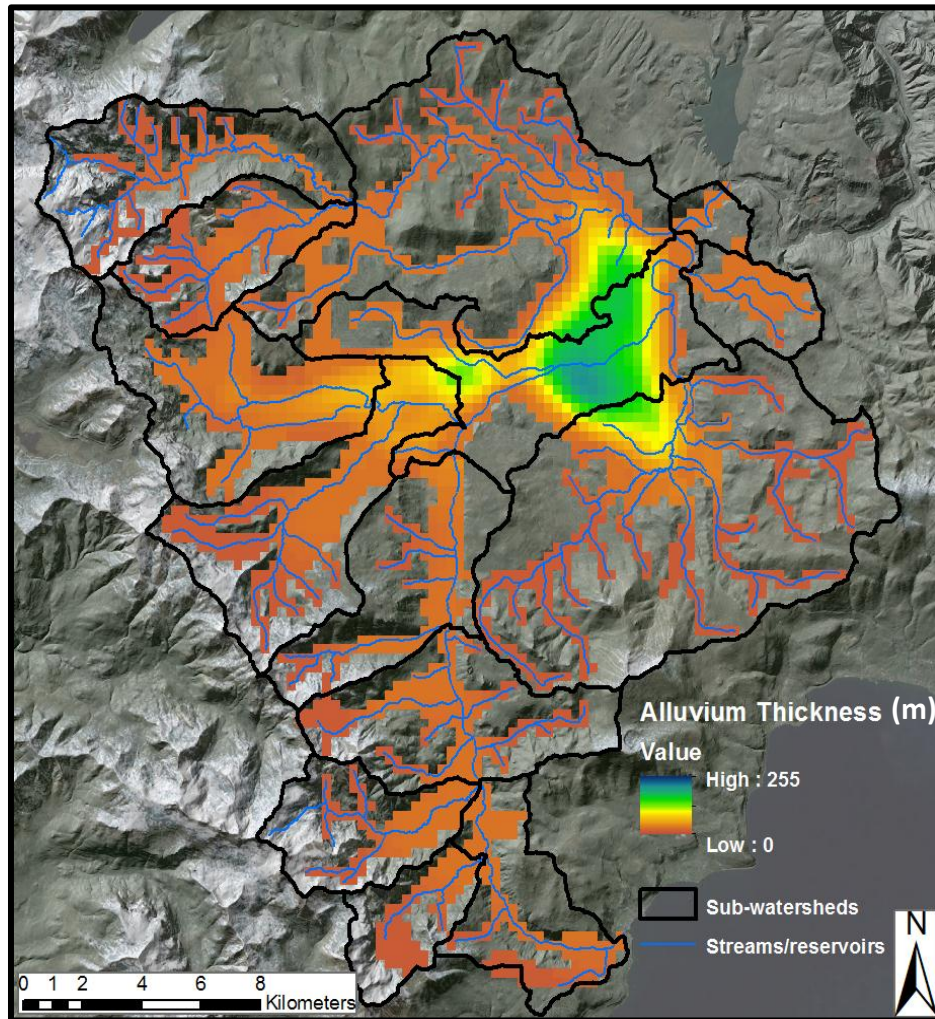 Alluvium Thickness (m)
Value
High : 255
Low : 0
Sub-watersheds
Streams/reservoirs
N
0 1 2 4 6 8
Kilometers